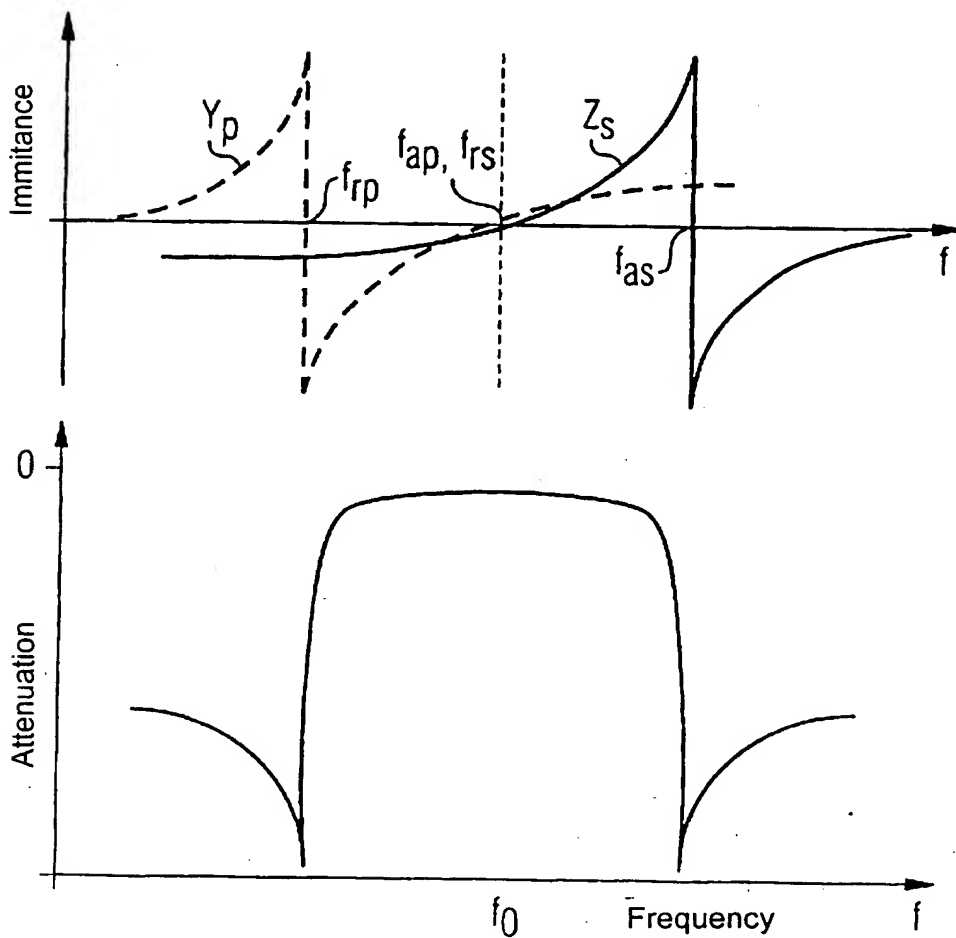 Immitance
Yp
frp
fap, frs
Zs
fas
f
0
Attenuation
f0
Frequency
f